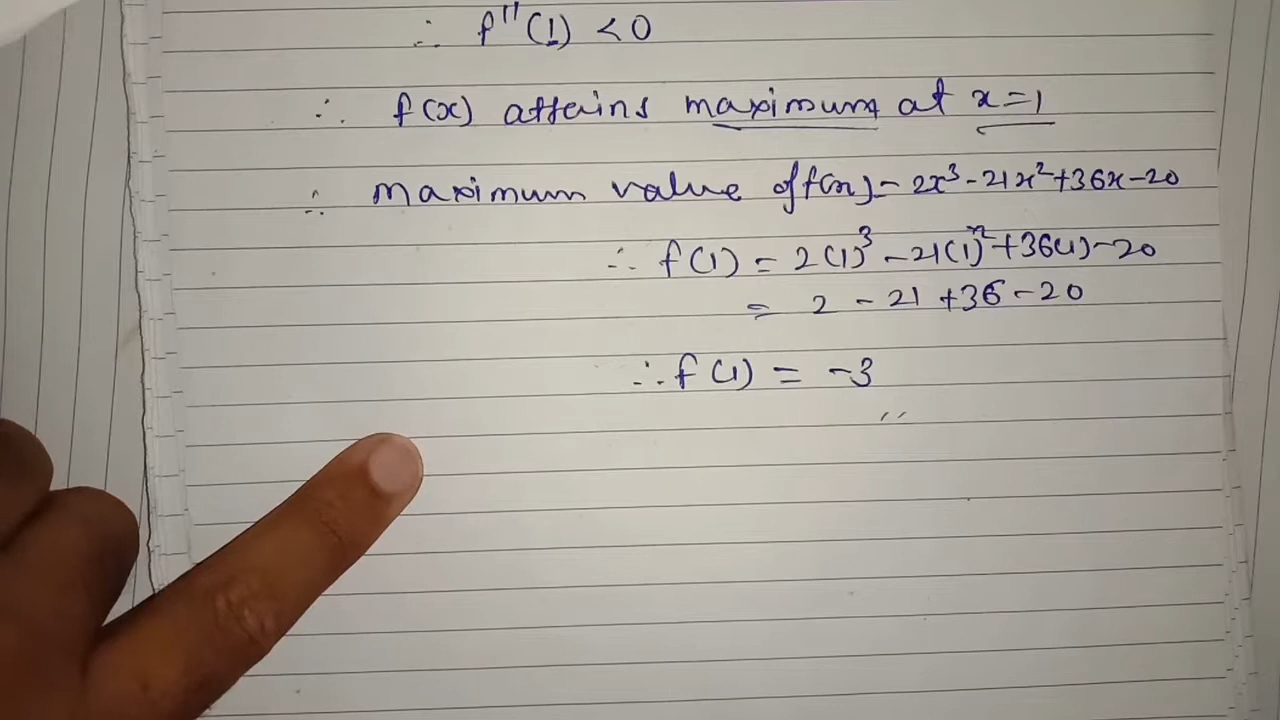 ∴ f''(1) <0
∴ f(x) attains maximum at x=1
∴ maximum value of f(x) = 2x³-21x²+36x-20
∴ f(1) = 2(1)³ -21(1)²+36(1)-20
= 2 -21 +36 -20
∴ f(1) = -3